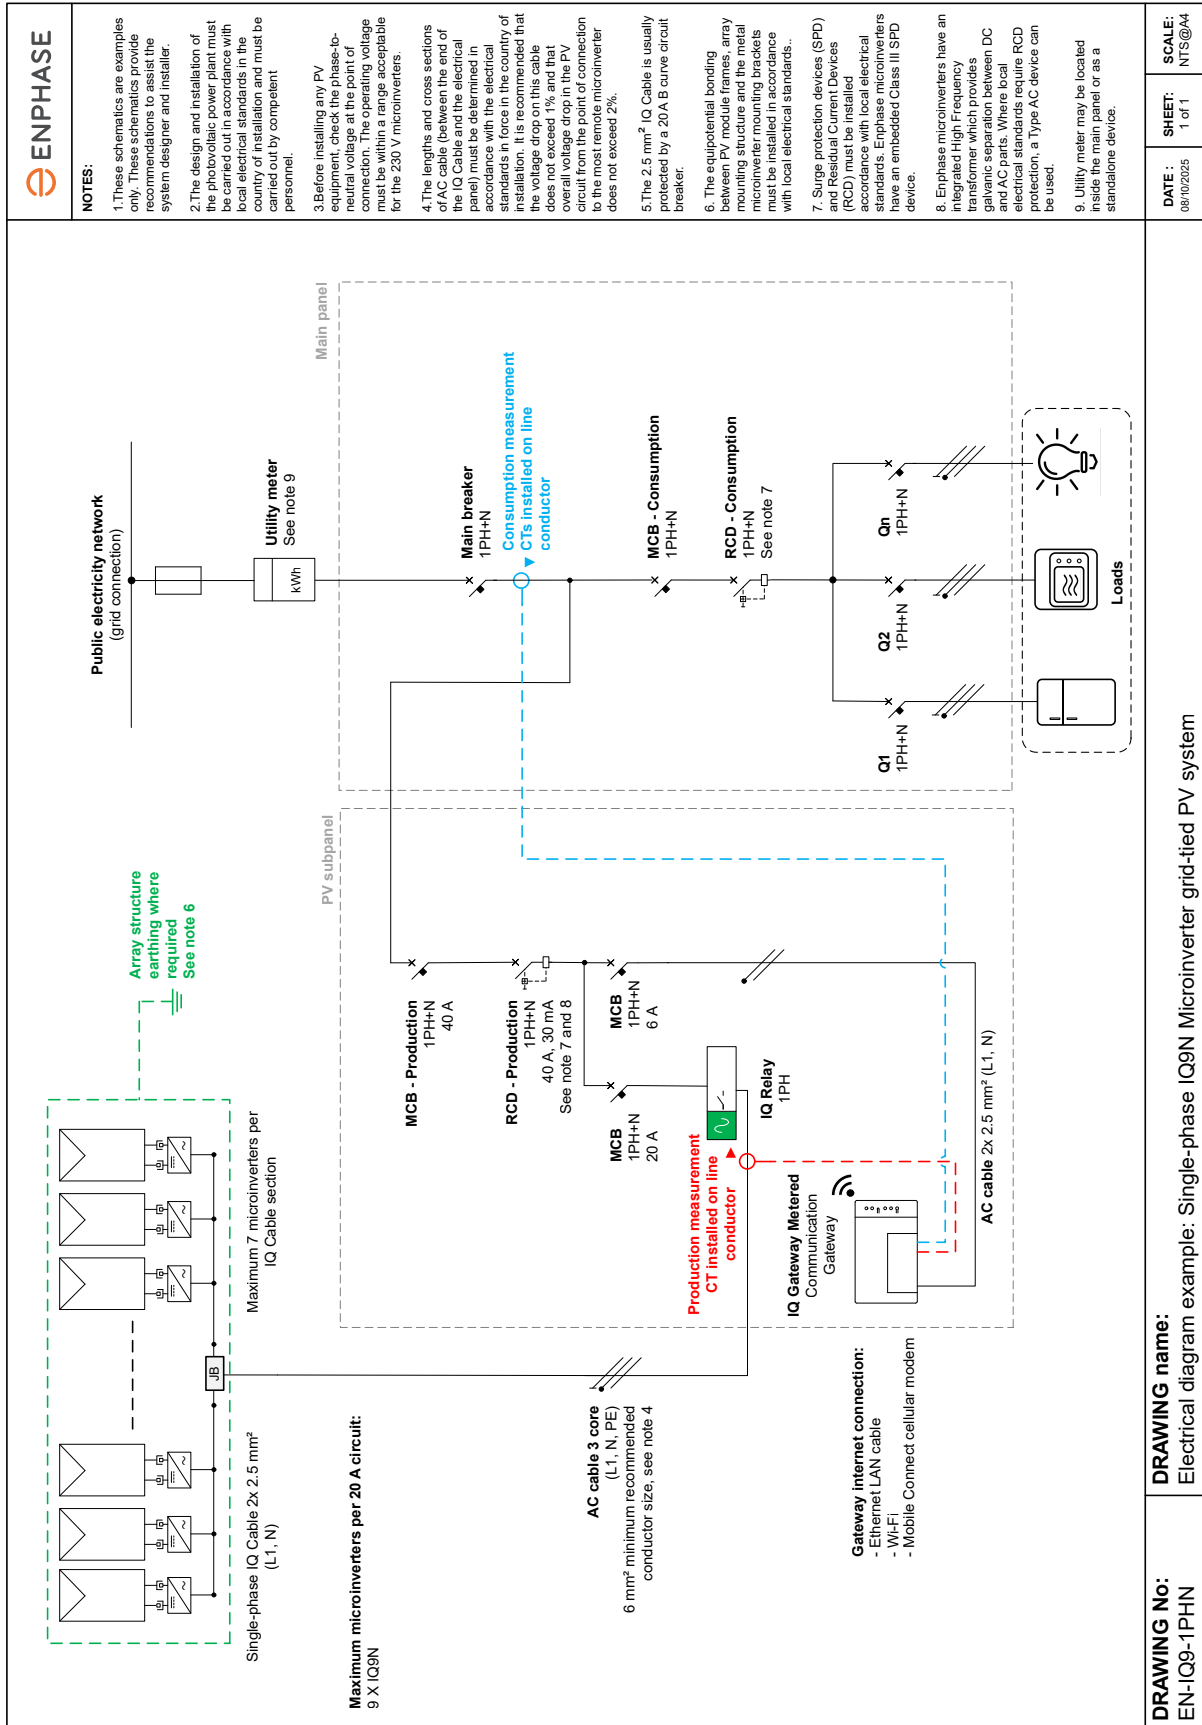 ENPHASE
NOTES:
1.These schematics are examples
only. These schematics provide
recommendations to assist the
system designer and installer.
2.The design and installation of
the photovoltaic power plant must
be carried out in accordance with
local electrical standards in the
country of installation and must be
carried out by competent
personnel.
3.Before installing any PV
equipment, check the phase-to-
neutral voltage at the point of
connection. The operating voltage
must be within a range acceptable
for the 230 V microinverters.
4.The lengths and cross sections
of AC cable (between the end of
the IQ Cable and the electrical
panel) must be determined in
accordance with the electrical
standards in force in the country of
installation. It is recommended that
the voltage drop on this cable
does not exceed 1% and that
overall voltage drop in the PV
circuit from the point of connection
to the most remote microinverter
does not exceed 2%.
5.The 2.5 mm² IQ Cable is usually
protected by a 20 A B curve circuit
breaker.
6. The equipotential bonding
between PV module frames, array
mounting structure and the metal
microinverter mounting brackets
must be installed in accordance
with local electrical standards..
7. Surge protection devices (SPD)
and Residual Current Devices
(RCD) must be installed
accordance with local electrical
standards. Enphase microinverters
have an embedded Class III SPD
device.
8. Enphase microinverters have an
integrated High Frequency
transformer which provides
galvanic separation between DC
and AC parts. Where local
electrical standards require RCD
protection, a Type AC device can
be used.
9. Utility meter may be located
inside the main panel or as a
standalone device.
Array structure
earthing where
required
See note 6
Single-phase IQ Cable 2x 2.5 mm²
(L1, N)
JB
Maximum 7 microinverters per
IQ Cable section
Maximum microinverters per 20 A circuit:
9 X IQ9N
AC cable 3 core
(L1, N, PE)
6 mm² minimum recommended
conductor size, see note 4
Public electricity network
(grid connection)
Utility meter
See note 9
kWh
Main panel
Main breaker
1PH+N
Consumption measurement
CTs installed on line
conductor
MCB - Consumption
1PH+N
RCD - Consumption
1PH+N
See note 7
Q1
1PH+N
Q2
1PH+N
Qn
1PH+N
Loads
PV subpanel
MCB - Production
1PH+N
40 A
RCD - Production
1PH+N
40 A, 30 mA
See note 7 and 8
MCB
1PH+N
20 A
MCB
1PH+N
6 A
IQ Relay
1PH
Production measurement
CT installed on line
conductor
IQ Gateway Metered
Communication
Gateway
AC cable 2x 2.5 mm² (L1, N)
Gateway internet connection:
- Ethernet LAN cable
- Wi-Fi
- Mobile Connect cellular modem
DRAWING No:
EN-IQ9-1PHN
DRAWING name:
Electrical diagram example: Single-phase IQ9N Microinverter grid-tied PV system
DATE :
08/10/2025
SHEET:
1 of 1
SCALE:
NTS@A4